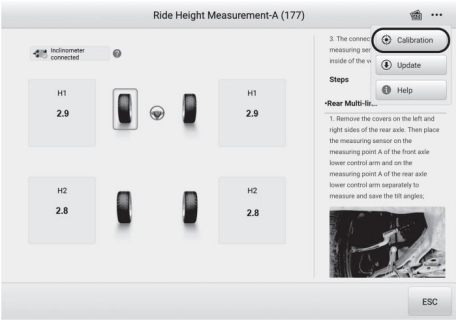 Ride Height Measurement-A (177)
Inclinometer
connected
H1
2.9
H1
2.9
H2
2.8
H2
2.8
3. The connec
measuring ser
inside of the v
Steps
•Rear Multi-lin...
1. Remove the covers on the left and
right sides of the rear axle. Then place
the measuring sensor on the
measuring point A of the front axle
lower control arm and on the
measuring point A of the rear axle
lower control arm separately to
measure and save the tilt angles;
Calibration
Update
Help
ESC